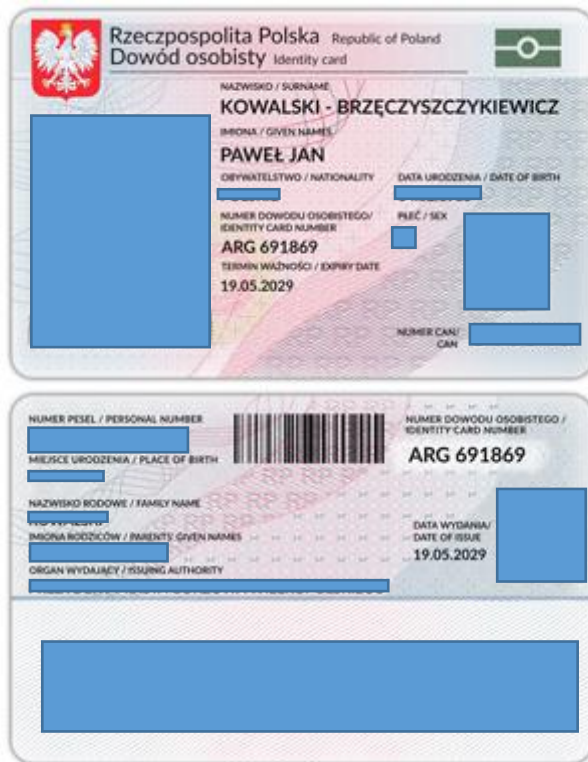 Rzeczpospolita Polska Republic of Poland
Dowód osobisty Identity card
NAZWISKO / SURNAME
KOWALSKI - BRZĘCZYSZCZYKIEWICZ
IMIONA / GIVEN NAMES
PAWEŁ JAN
OBYWATELSTWO / NATIONALITY
DATA URODZENIA / DATE OF BIRTH
NUMER DOWODU OSOBISTEGO/
IDENTITY CARD NUMBER
PŁEĆ / SEX
ARG 691869
TERMIN WAŻNOŚCI / EXPIRY DATE
19.05.2029
NUMER CAN/
CAN
NUMER PESEL / PERSONAL NUMBER
NUMER DOWODU OSOBISTEGO /
IDENTITY CARD NUMBER
ARG 691869
MIEJSCE URODZENIA / PLACE OF BIRTH
NAZWISKO RODOWE / FAMILY NAME
IMIONA RODZICÓW / PARENTS' GIVEN NAMES
DATA WYDANIA/
DATE OF ISSUE
19.05.2029
ORGAN WYDAJĄCY / ISSUING AUTHORITY